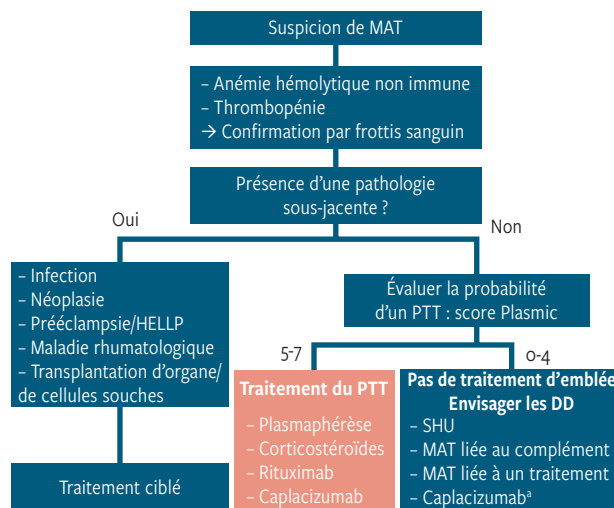 Suspicion de MAT
– Anémie hémolytique non immune
– Thrombopénie
→ Confirmation par frottis sanguin
Présence d'une pathologie
sous-jacente ?
Oui
Non
– Infection
– Néoplasie
– Prééclampsie/HELLP
– Maladie rhumatologique
– Transplantation d'organe/
de cellules souches
Évaluer la probabilité
d'un PTT : score Plasmic
5-7
0-4
Traitement du PTT
– Plasmaphérèse
– Corticostéroïdes
– Rituximab
– Caplacizumab
Pas de traitement d'emblée
Envisager les DD
– SHU
– MAT liée au complément
– MAT liée à un traitement
– Caplacizumabᵃ
Traitement ciblé